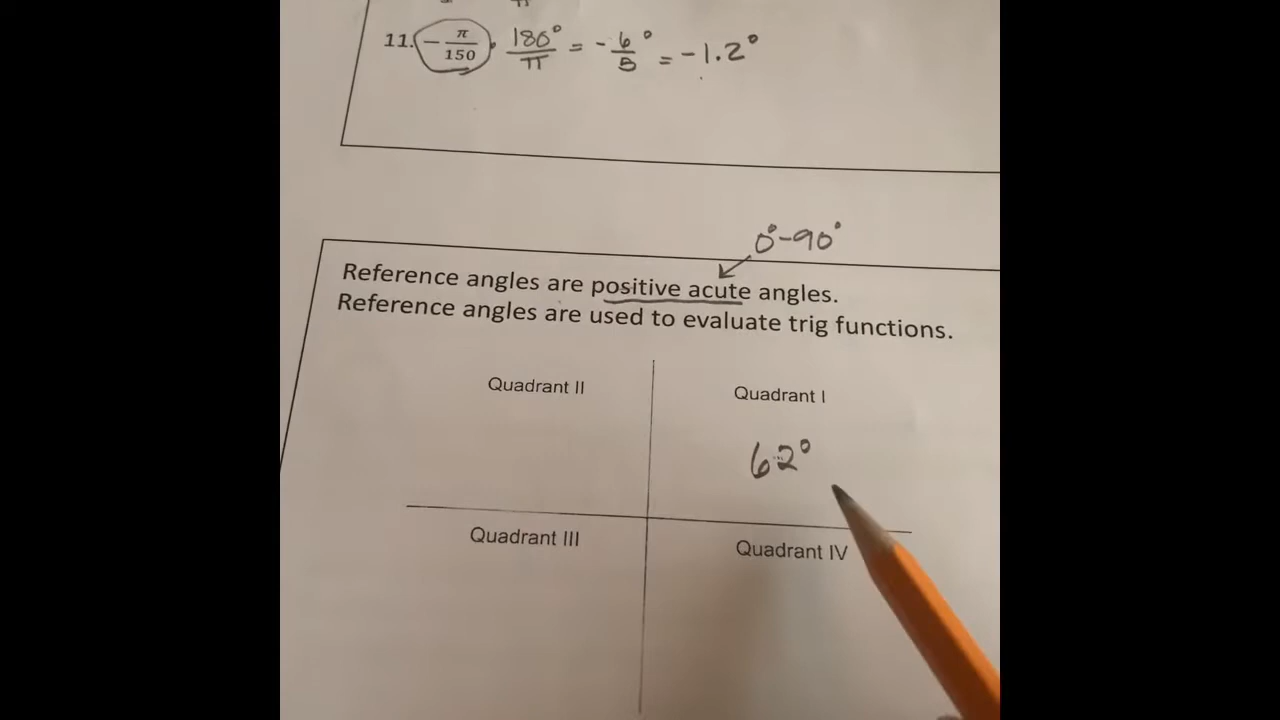 11. -π/150 · 180°/π = -6/5° = -1.2°
0°-90°
Reference angles are positive acute angles.
Reference angles are used to evaluate trig functions.
Quadrant II
Quadrant I
62°
Quadrant III
Quadrant IV